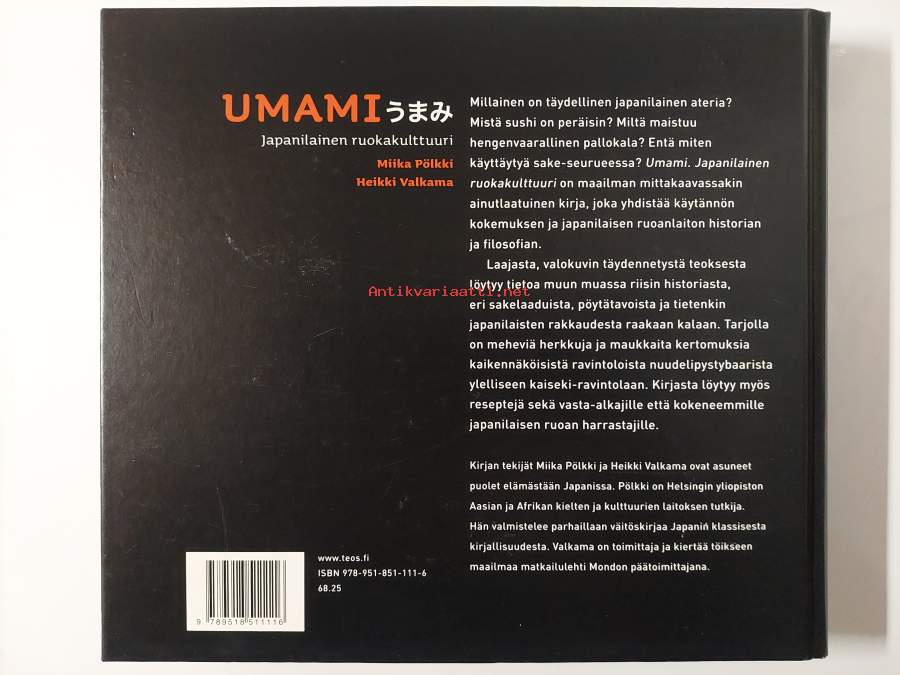 UMAMI うまみ
Japanilainen ruokakulttuuri
Miika Pölkki
Heikki Valkama
Millainen on täydellinen japanilainen ateria?
Mistä sushi on peräisin? Miltä maistuu
hengenvaarallinen pallokala? Entä miten
käyttäytyä sake-seurueessa? Umami. Japanilainen
ruokakulttuuri on maailman mittakaavassakin
ainutlaatuinen kirja, joka yhdistää käytännön
kokemuksen ja japanilaisen ruoanlaiton historian
ja filosofian.
Laajasta, valokuvin täydennetystä teoksesta
löytyy tietoa muun muassa riisin historiasta,
eri sakelaaduista, pöytätavoista ja tietenkin
japanilaisten rakkaudesta raakaan kalaan. Tarjolla
on meheviä herkkuja ja maukkaita kertomuksia
kaikennäköisistä ravintoloista nuudelipystybaarista
ylelliseen kaiseki-ravintolaan. Kirjasta löytyy myös
reseptejä sekä vasta-alkajille että kokeneemmille
japanilaisen ruoan harrastajille.
Kirjan tekijät Miika Pölkki ja Heikki Valkama ovat asuneet
puolet elämästään Japanissa. Pölkki on Helsingin yliopiston
Aasian ja Afrikan kielten ja kulttuurien laitoksen tutkija.
Hän valmistelee parhaillaan väitöskirjaa Japanin klassisesta
kirjallisuudesta. Valkama on toimittaja ja kiertää töikseen
maailmaa matkailulehti Mondon päätoimittajana.
Antikvariaatti.net
www.teos.fi
ISBN 978-951-851-111-6
68.25
9 789518 511116